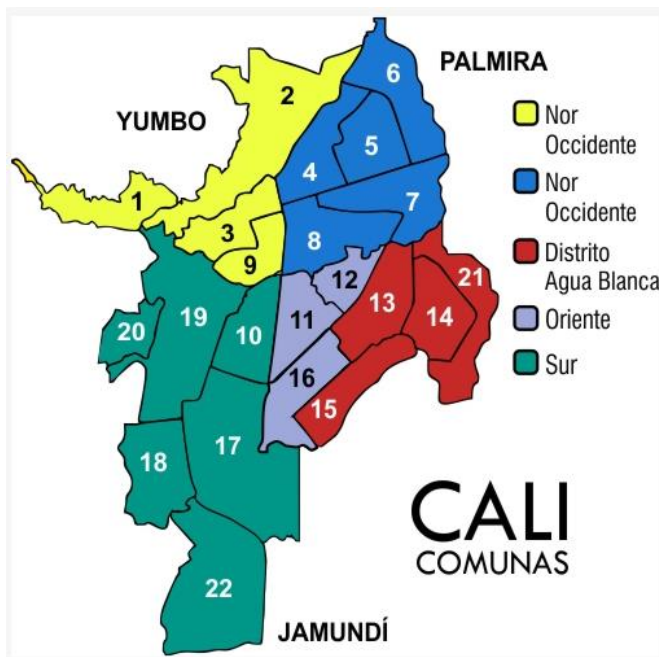 PALMIRA
YUMBO
Nor
Occidente
Nor
Occidente
Distrito
Agua Blanca
Oriente
Sur
6
2
5
4
1
7
3
8
9
12
21
13
19
20
10
11
14
16
15
17
18
22
CALI
COMUNAS
JAMUNDÍ